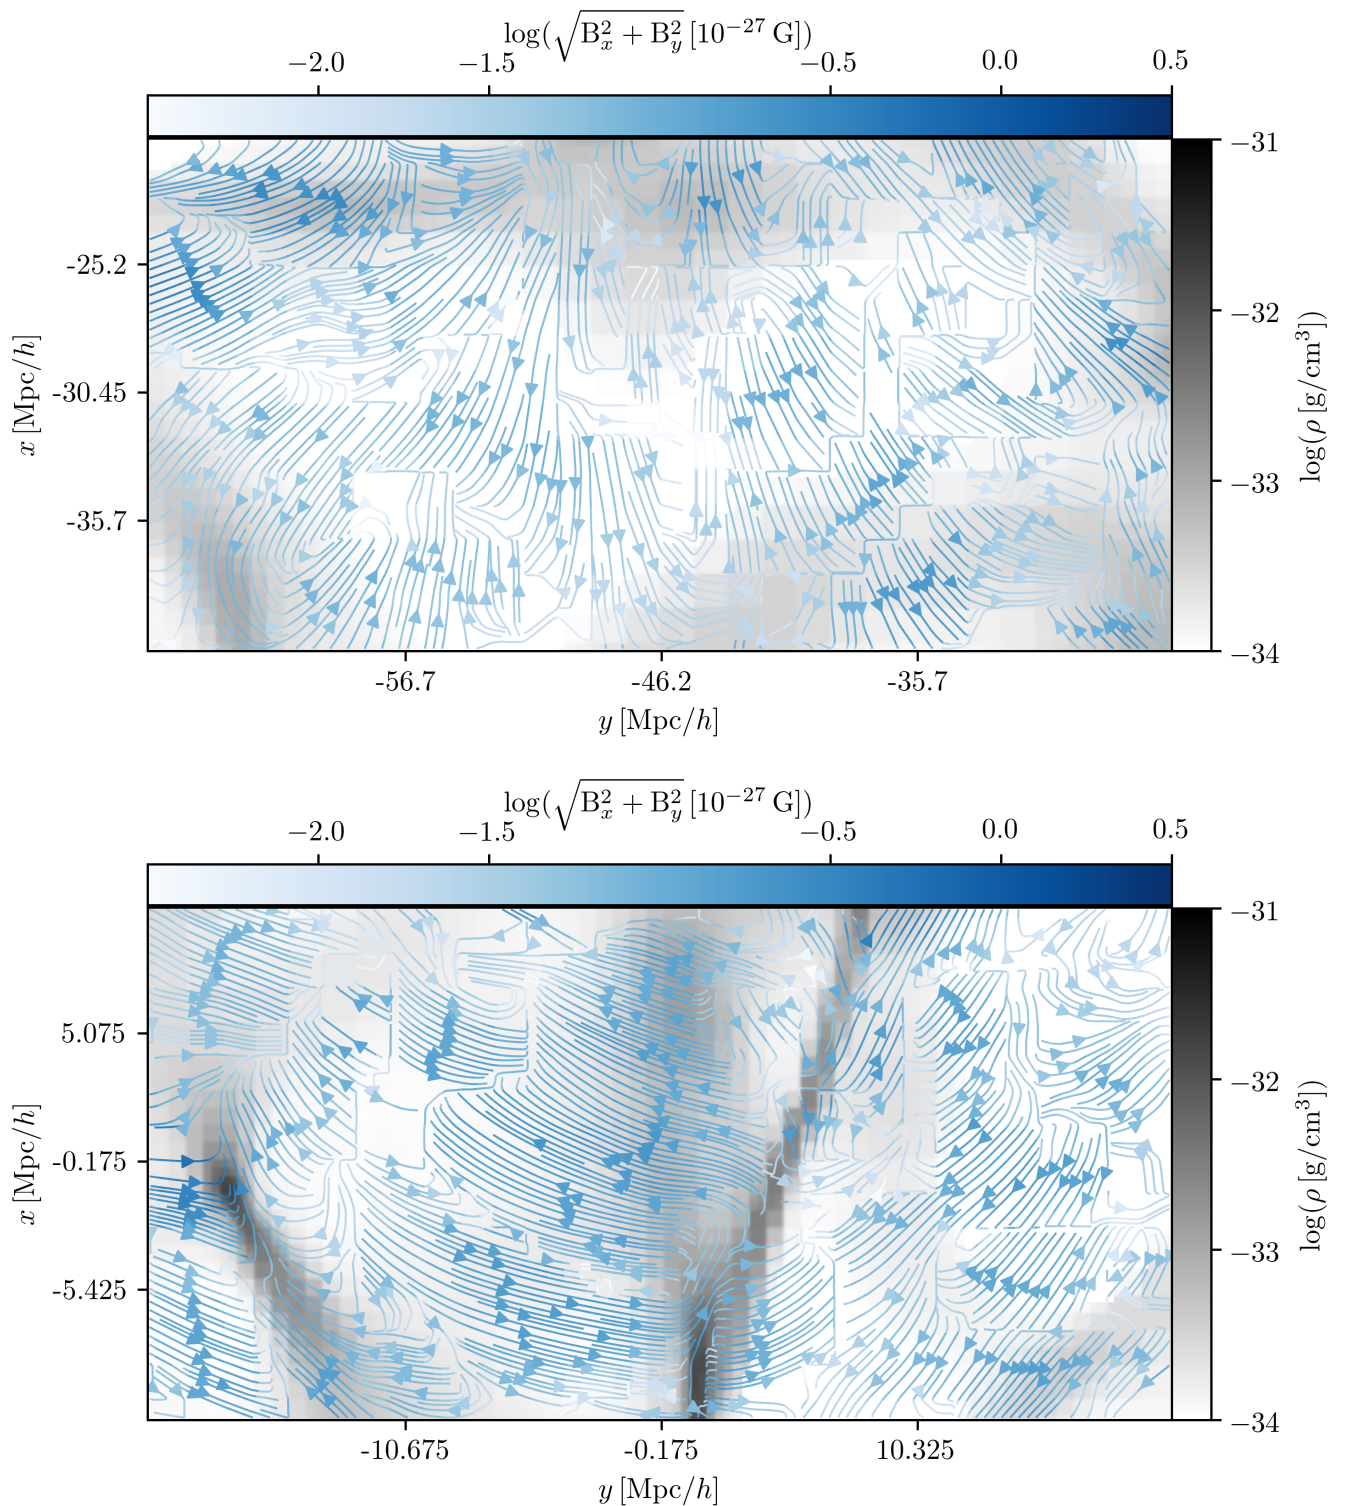 log(√B²ₓ + B²ᵧ [10⁻²⁷ G])
−2.0 −1.5 −0.5 0.0 0.5
−31
−32
−33
−34
log(ρ [g/cm³])
-25.2
-30.45
-35.7
x [Mpc/h]
-56.7 -46.2 -35.7
y [Mpc/h]
log(√B²ₓ + B²ᵧ [10⁻²⁷ G])
−2.0 −1.5 −0.5 0.0 0.5
−31
−32
−33
−34
log(ρ [g/cm³])
5.075
-0.175
-5.425
x [Mpc/h]
-10.675 -0.175 10.325
y [Mpc/h]